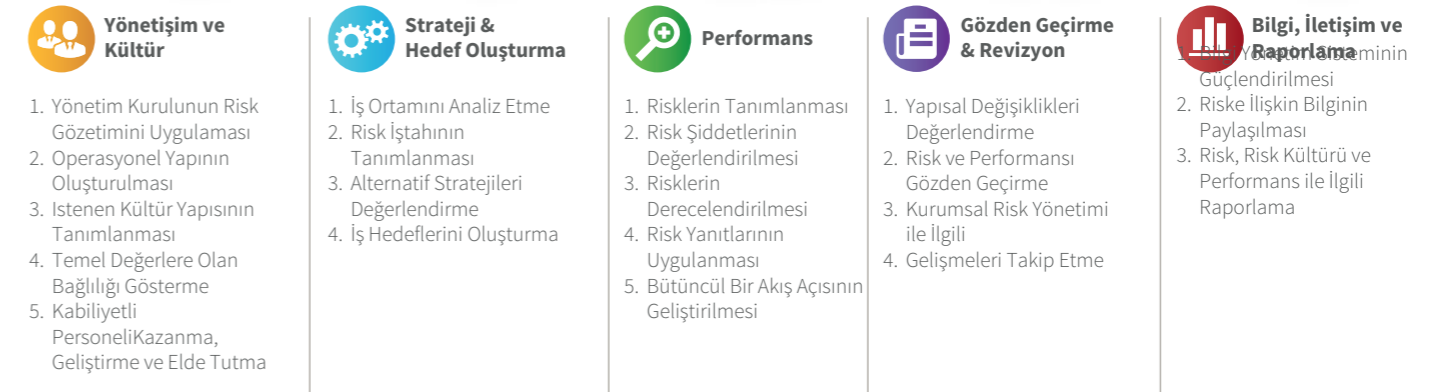 Yönetişim ve
Kültür
1. Yönetim Kurulunun Risk
Gözetimini Uygulaması
2. Operasyonel Yapının
Oluşturulması
3. Istenen Kültür Yapısının
Tanımlanması
4. Temel Değerlere Olan
Bağlılığı Gösterme
5. Kabiliyetli
PersoneliKazanma,
Geliştirme ve Elde Tutma
Strateji &
Hedef Oluşturma
1. İş Ortamını Analiz Etme
2. Risk İştahının
Tanımlanması
3. Alternatif Stratejileri
Değerlendirme
4. İş Hedeflerini Oluşturma
Performans
1. Risklerin Tanımlanması
2. Risk Şiddetlerinin
Değerlendirilmesi
3. Risklerin
Derecelendirilmesi
4. Risk Yanıtlarının
Uygulanması
5. Bütüncül Bir Akış Açısının
Geliştirilmesi
Gözden Geçirme
& Revizyon
1. Yapısal Değişiklikleri
Değerlendirme
2. Risk ve Performansı
Gözden Geçirme
3. Kurumsal Risk Yönetimi
ile İlgili
4. Gelişmeleri Takip Etme
Bilgi, İletişim ve
Raporlama
1. Bilgi Yönetim Sisteminin
Güçlendirilmesi
2. Riske İlişkin Bilginin
Paylaşılması
3. Risk, Risk Kültürü ve
Performans ile İlgili
Raporlama